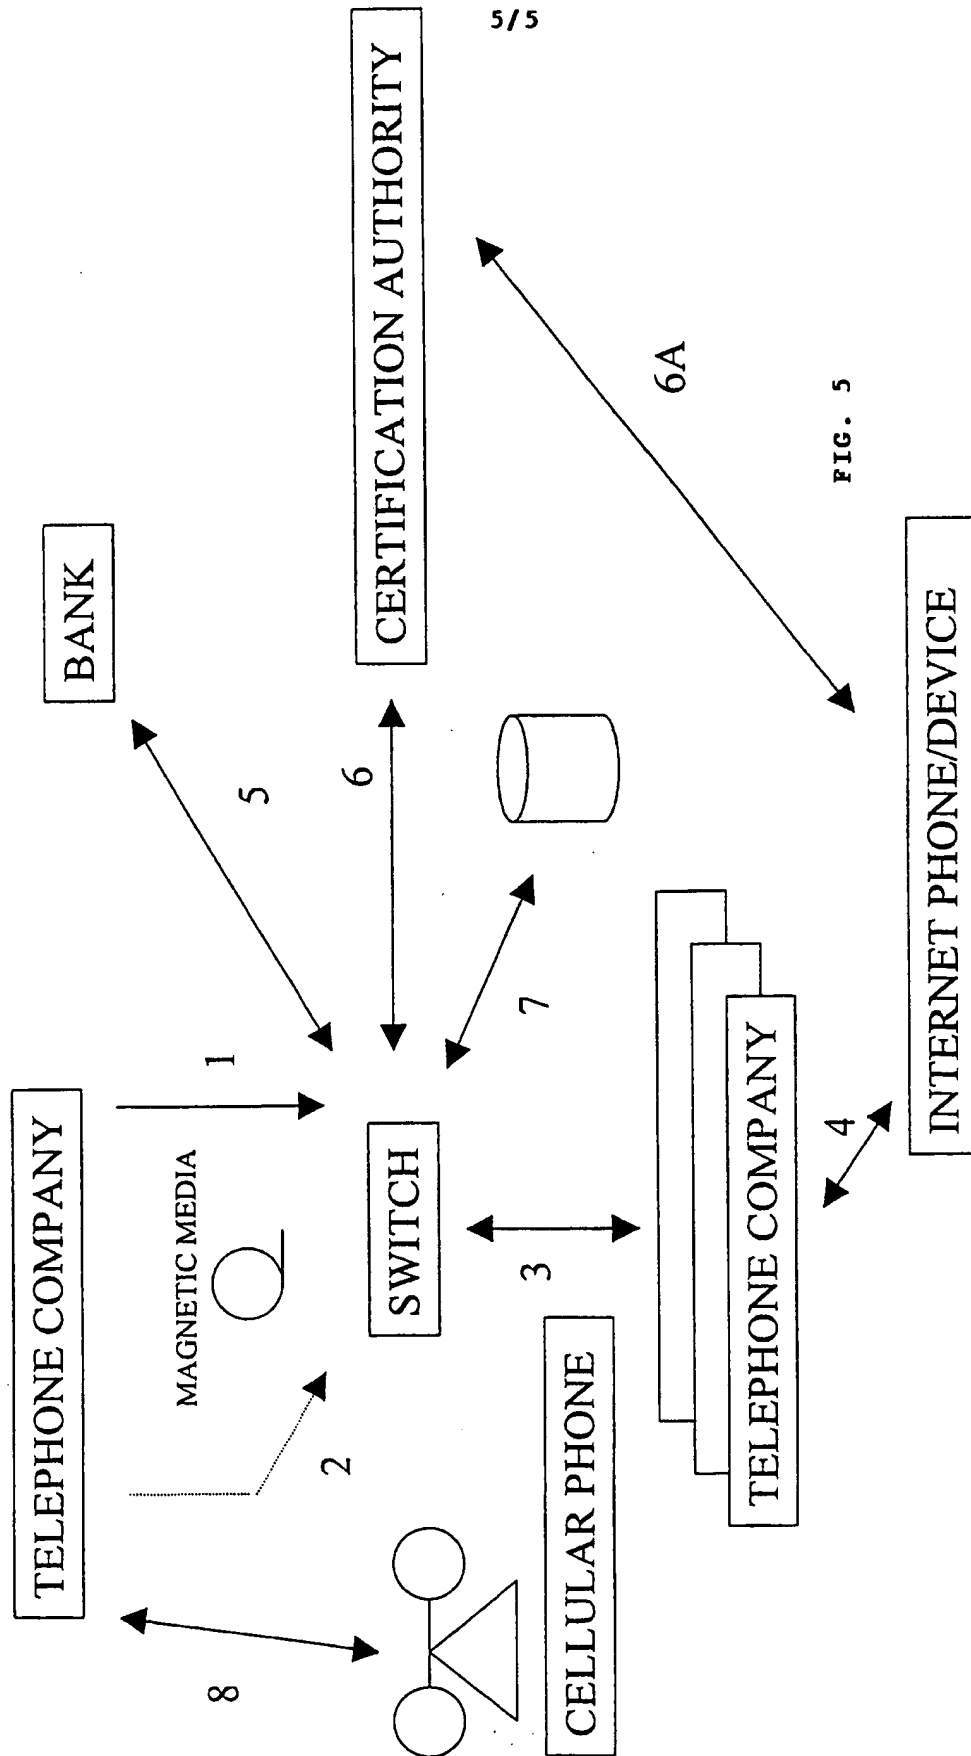 5/5
TELEPHONE COMPANY
BANK
8
MAGNETIC MEDIA
1
5
2
SWITCH
6
CERTIFICATION AUTHORITY
3
7
CELLULAR PHONE
6A
TELEPHONE COMPANY
4
FIG. 5
INTERNET PHONE/DEVICE